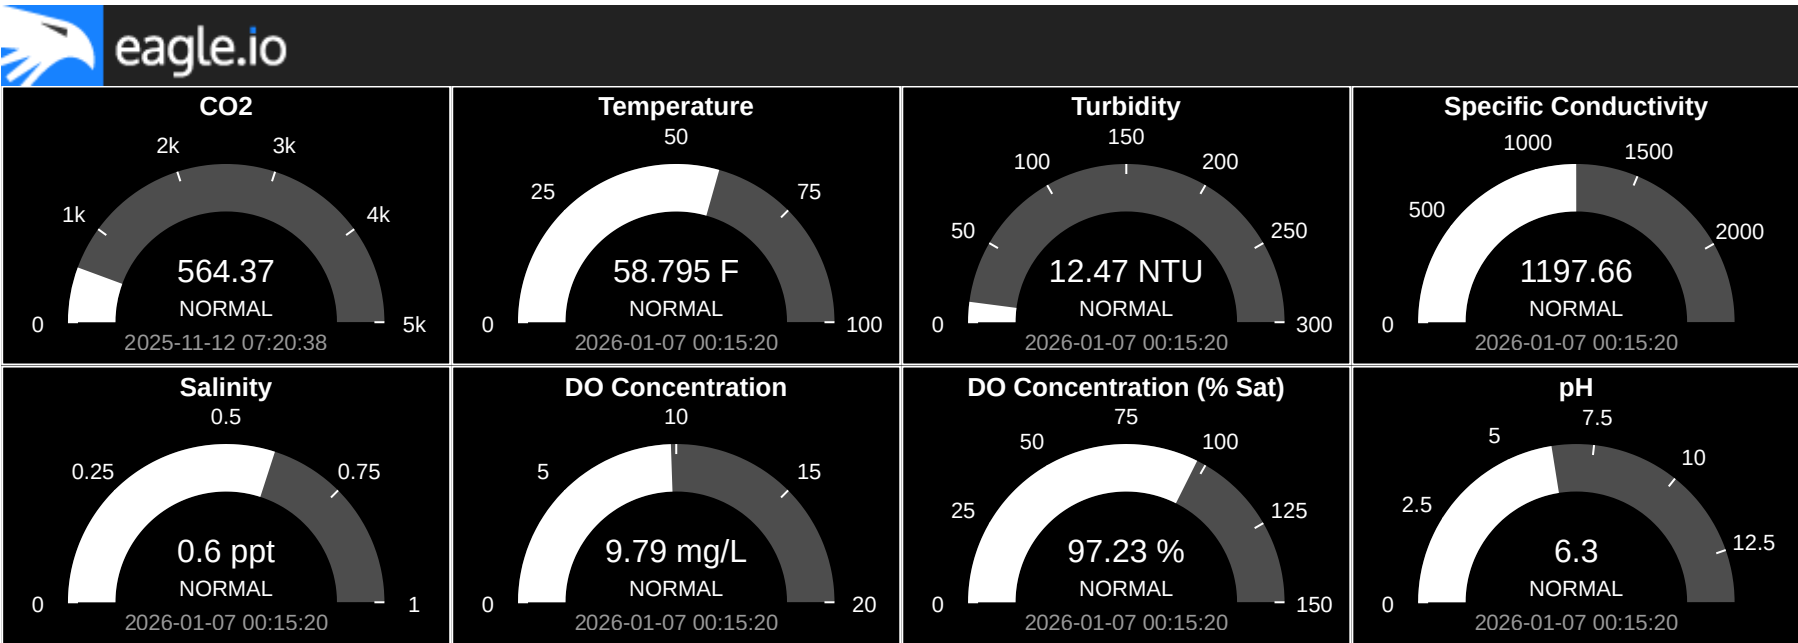 eagle.io
CO2
0
1k
2k
3k
4k
5k
564.37
NORMAL
2025-11-12 07:20:38
Temperature
0
25
50
75
100
58.795 F
NORMAL
2026-01-07 00:15:20
Turbidity
0
50
100
150
200
250
300
12.47 NTU
NORMAL
2026-01-07 00:15:20
Specific Conductivity
0
500
1000
1500
2000
1197.66
NORMAL
2026-01-07 00:15:20
Salinity
0
0.25
0.5
0.75
1
0.6 ppt
NORMAL
2026-01-07 00:15:20
DO Concentration
0
5
10
15
20
9.79 mg/L
NORMAL
2026-01-07 00:15:20
DO Concentration (% Sat)
0
25
50
75
100
125
150
97.23 %
NORMAL
2026-01-07 00:15:20
pH
0
2.5
5
7.5
10
12.5
6.3
NORMAL
2026-01-07 00:15:20